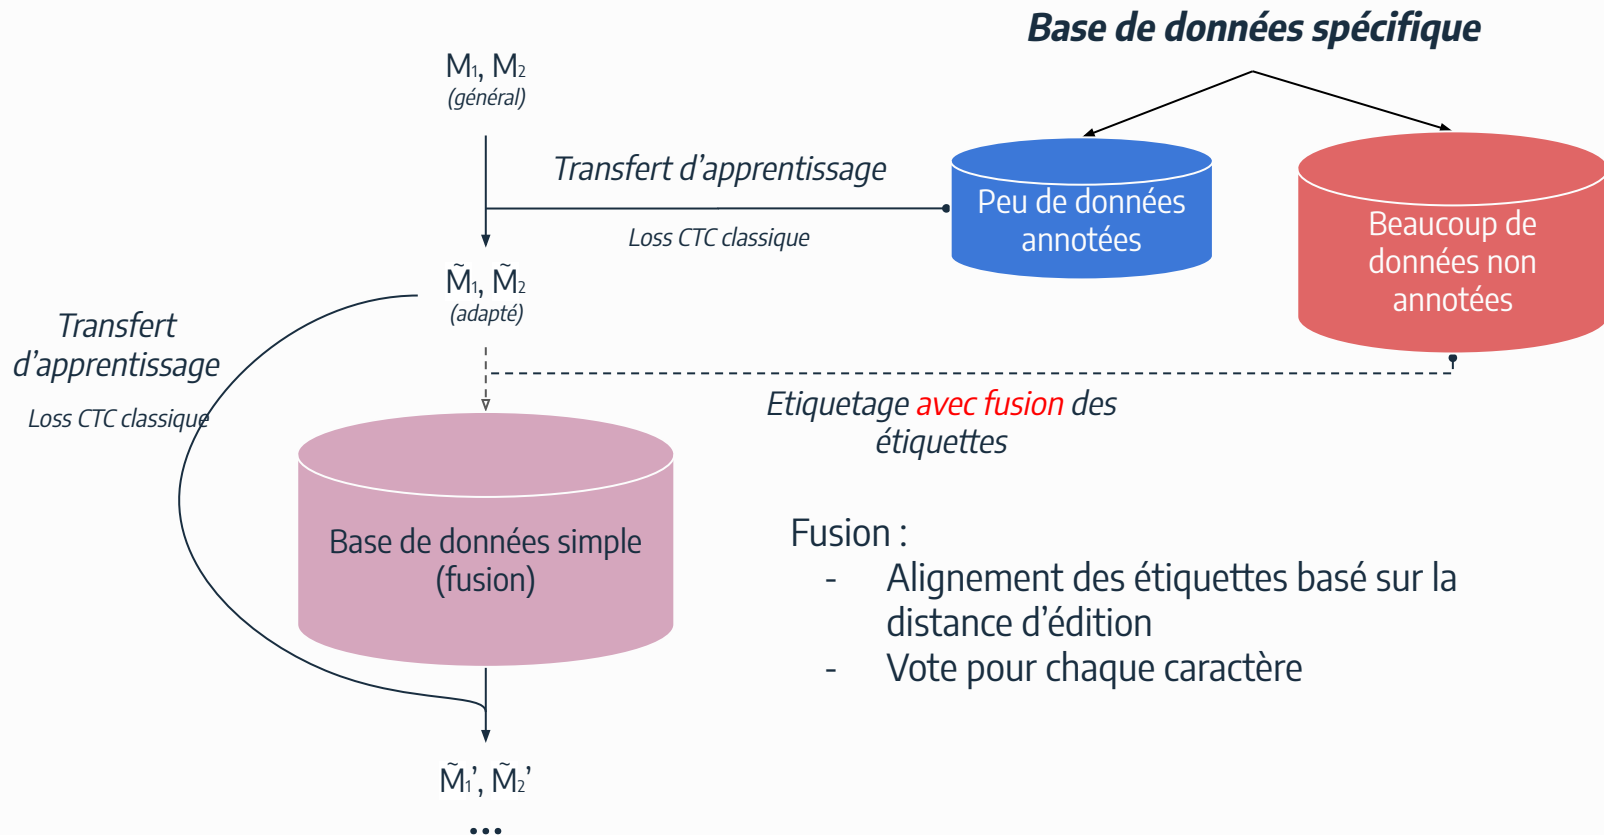 Base de données spécifique
M₁, M₂
(général)
Transfert d’apprentissage
Loss CTC classique
Peu de données
annotées
Beaucoup de
données non
annotées
M̃₁, M̃₂
(adapté)
Transfert
d’apprentissage
Loss CTC classique
Etiquetage avec fusion des
étiquettes
Base de données simple
(fusion)
Fusion :
- Alignement des étiquettes basé sur la
distance d’édition
- Vote pour chaque caractère
M̃₁’, M̃₂’
...